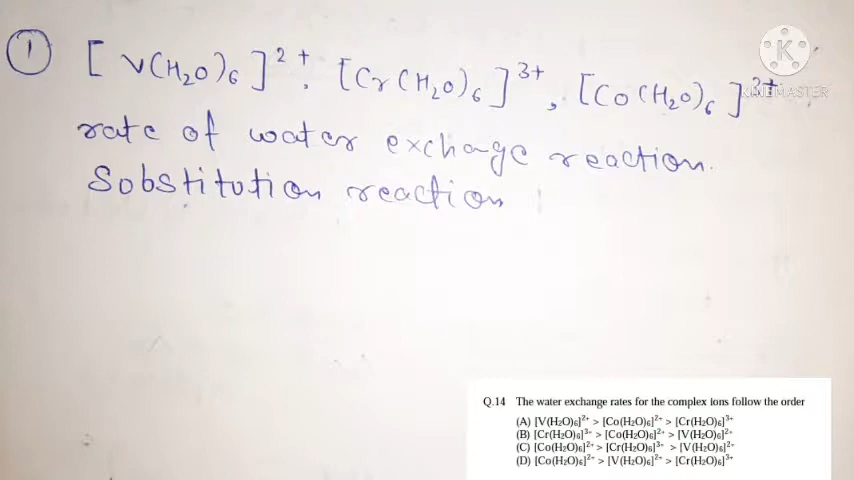 ① [V(H₂O)₆]²⁺, [Cr(H₂O)₆]³⁺, [Co(H₂O)₆]²⁺
K
KINEMASTER
rate of water exchange reaction.
Sobstitution reaction
Q.14 The water exchange rates for the complex ions follow the order
(A) [V(H₂O)₆]²⁺ > [Co(H₂O)₆]²⁺ > [Cr(H₂O)₆]³⁺
(B) [Cr(H₂O)₆]³⁺ > [Co(H₂O)₆]²⁺ > [V(H₂O)₆]²⁺
(C) [Co(H₂O)₆]²⁺ > [Cr(H₂O)₆]³⁺ > [V(H₂O)₆]²⁺
(D) [Co(H₂O)₆]²⁺ > [V(H₂O)₆]²⁺ > [Cr(H₂O)₆]³⁺